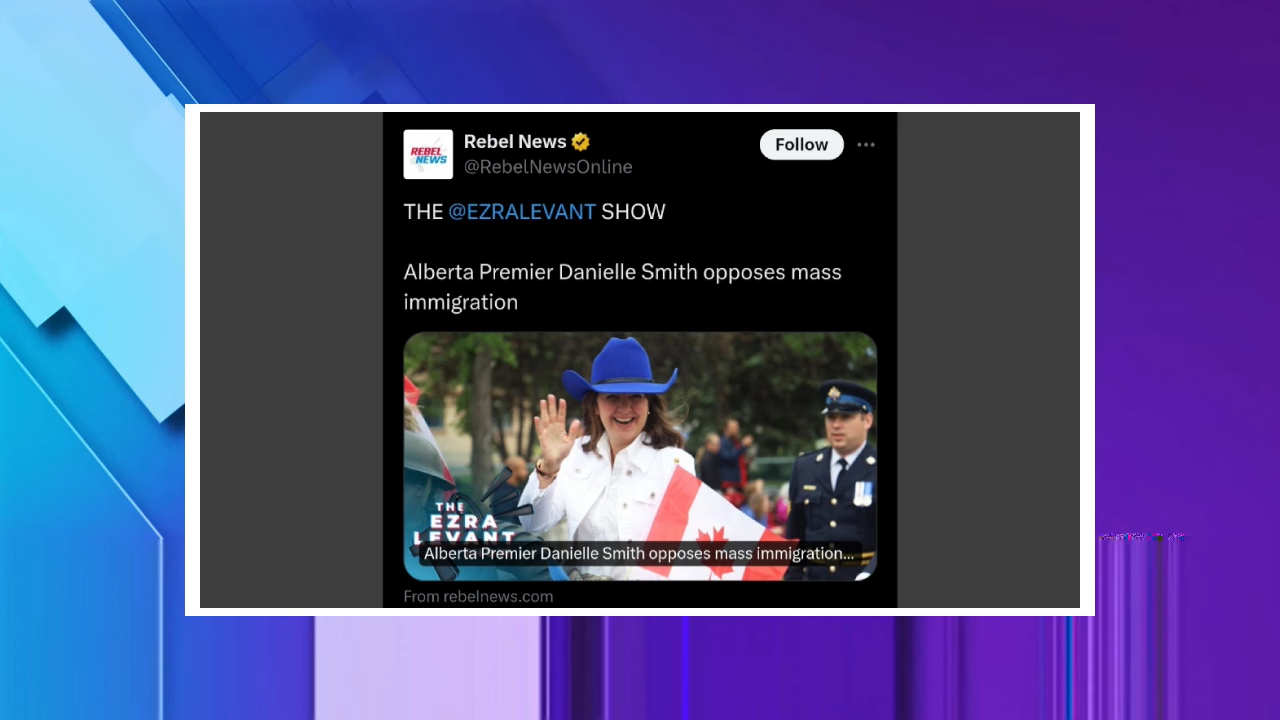 REBEL
NEWS
Rebel News
@RebelNewsOnline
Follow
THE @EZRALEVANT SHOW
Alberta Premier Danielle Smith opposes mass
immigration
THE
EZRA
LEVANT
Alberta Premier Danielle Smith opposes mass immigration...
From rebelnews.com